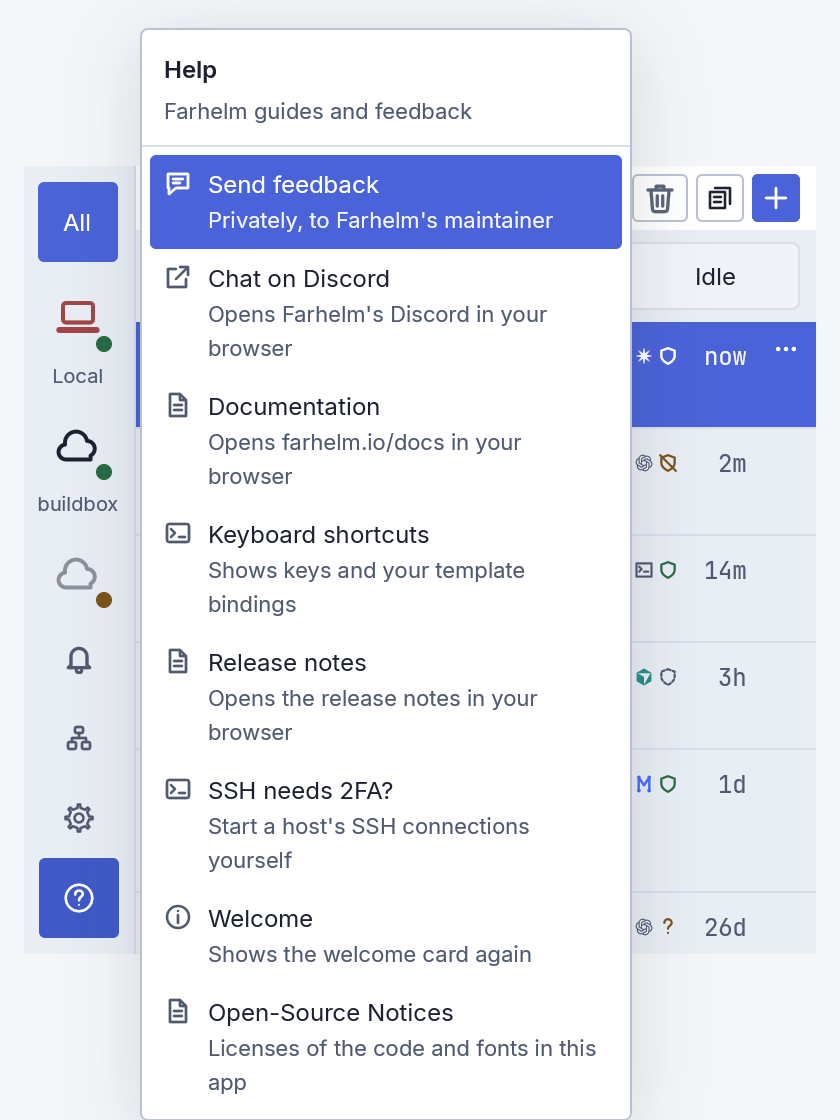 Help
Farhelm guides and feedback
All
Send feedback
Privately, to Farhelm's maintainer
Idle
Chat on Discord
Opens Farhelm's Discord in your
browser
Local
now
Documentation
Opens farhelm.io/docs in your
browser
buildbox
2m
Keyboard shortcuts
Shows keys and your template
bindings
14m
Release notes
Opens the release notes in your
browser
3h
SSH needs 2FA?
Start a host's SSH connections
yourself
1d
Welcome
Shows the welcome card again
26d
Open-Source Notices
Licenses of the code and fonts in this
app